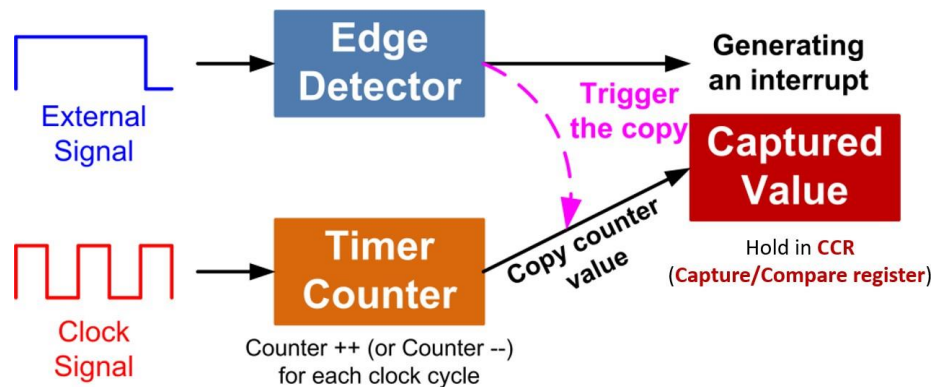 External
Signal
Edge
Detector
Generating
an interrupt
Trigger
the copy
Captured
Value
Hold in CCR
(Capture/Compare register)
Clock
Signal
Timer
Counter
Copy counter
value
Counter ++ (or Counter --)
for each clock cycle